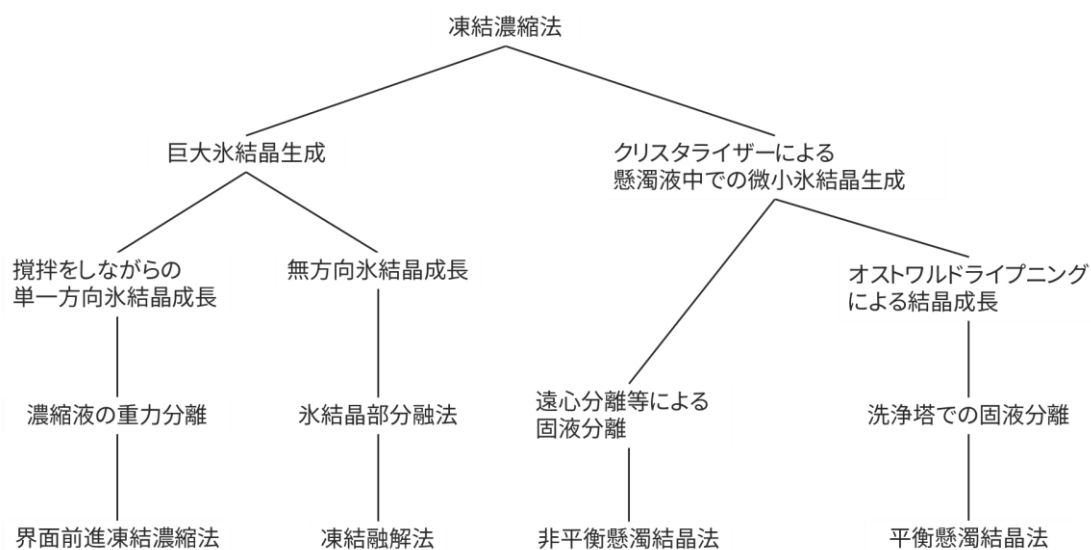 凍結濃縮法
巨大氷結晶生成
クリスタライザーによる
懸濁液中での微小氷結晶生成
撹拌をしながらの
単一方向氷結晶成長
無方向氷結晶成長
オストワルドライプニング
による結晶成長
濃縮液の重力分離
氷結晶部分融法
遠心分離等による
固液分離
洗浄塔での固液分離
界面前進凍結濃縮法
凍結融解法
非平衡懸濁結晶法
平衡懸濁結晶法